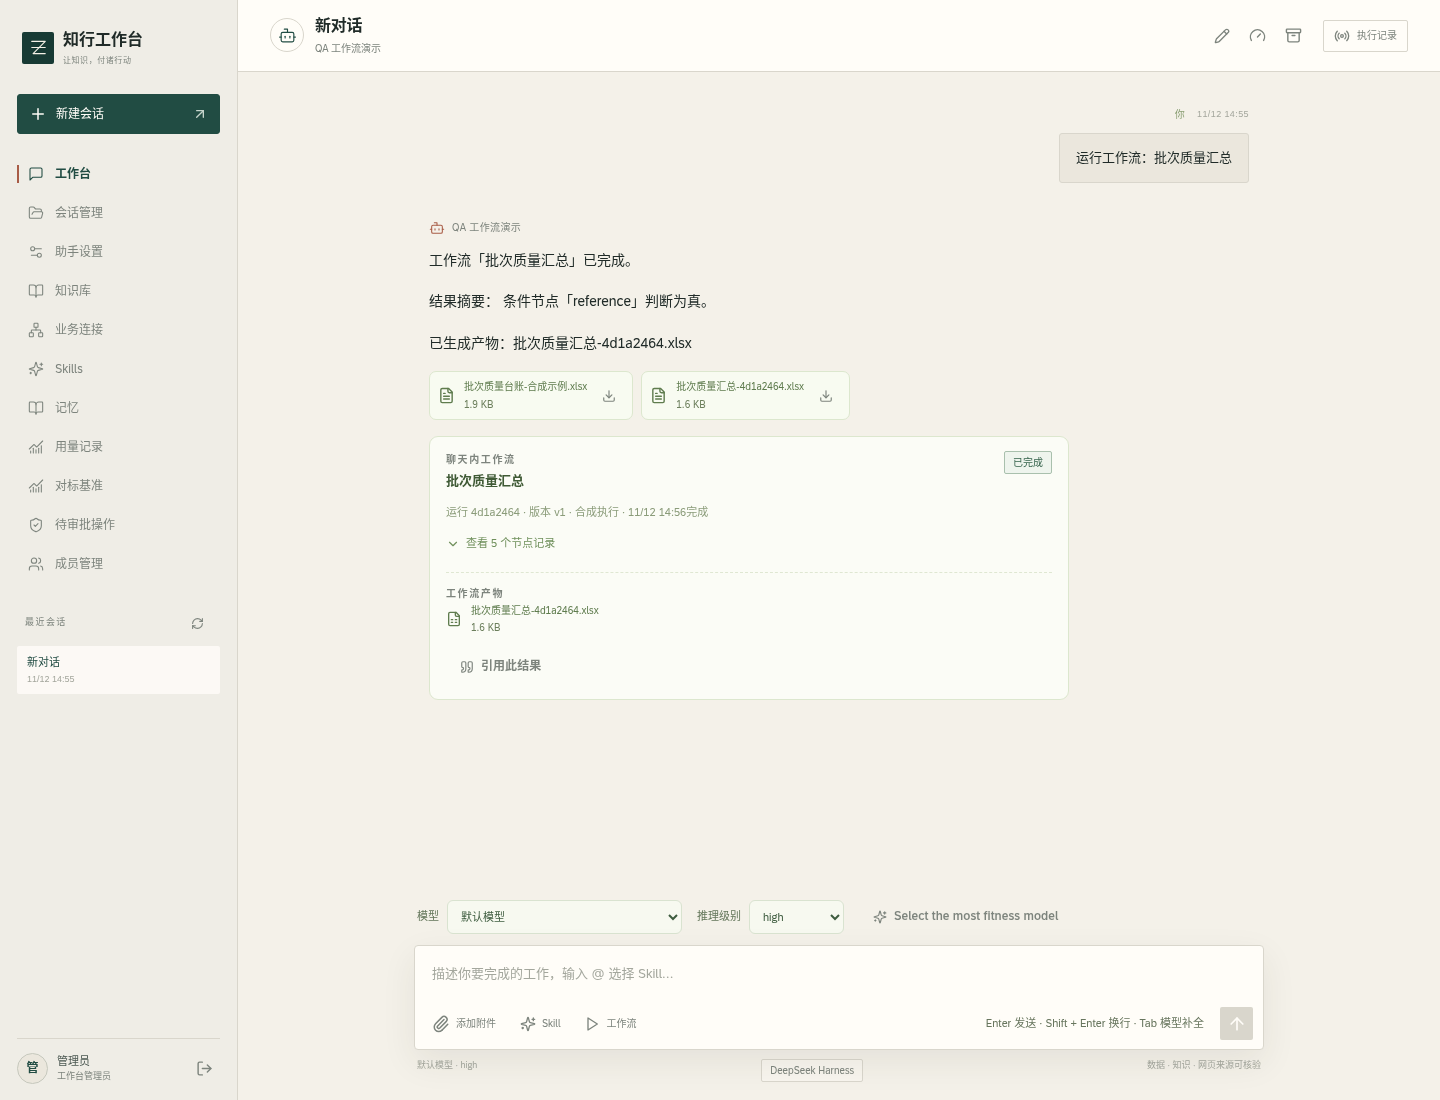 知行工作台
让知识，付诸行动
新建会话
工作台
会话管理
助手设置
知识库
业务连接
Skills
记忆
用量记录
对标基准
待审批操作
成员管理
最近会话
新对话
11/12 14:55
管
管理员
工作台管理员
新对话
QA 工作流演示
执行记录
你 11/12 14:55
运行工作流：批次质量汇总
QA 工作流演示
工作流「批次质量汇总」已完成。
结果摘要： 条件节点「reference」判断为真。
已生成产物：批次质量汇总-4d1a2464.xlsx
批次质量台账-合成示例.xlsx
1.9 KB
批次质量汇总-4d1a2464.xlsx
1.6 KB
聊天内工作流
已完成
批次质量汇总
运行 4d1a2464 · 版本 v1 · 合成执行 · 11/12 14:56完成
查看 5 个节点记录
工作流产物
批次质量汇总-4d1a2464.xlsx
1.6 KB
引用此结果
模型 默认模型 推理级别 high Select the most fitness model
描述你要完成的工作，输入 @ 选择 Skill...
添加附件 Skill 工作流 Enter 发送 · Shift + Enter 换行 · Tab 模型补全
默认模型 · high
DeepSeek Harness
数据 · 知识 · 网页来源可核验